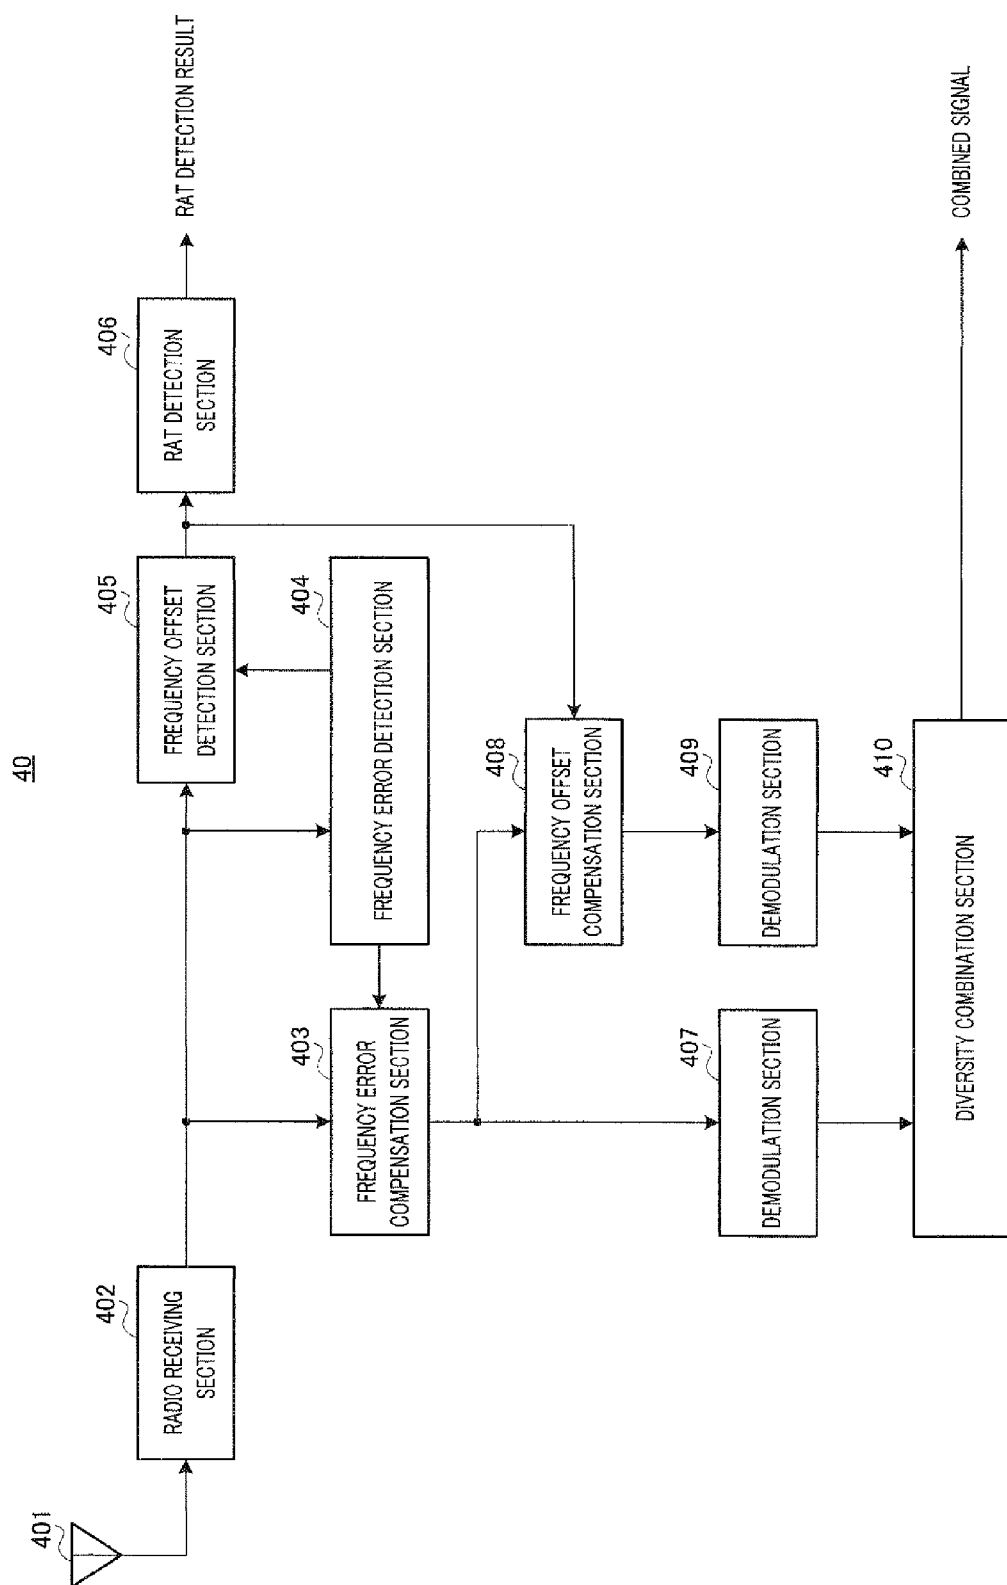 40
401
402
RADIO RECEIVING
SECTION
403
FREQUENCY ERROR
COMPENSATION SECTION
404
FREQUENCY ERROR DETECTION SECTION
405
FREQUENCY OFFSET
DETECTION SECTION
406
RAT DETECTION
SECTION
RAT DETECTION RESULT
407
DEMODULATION SECTION
408
FREQUENCY OFFSET
COMPENSATION SECTION
409
DEMODULATION SECTION
410
DIVERSITY COMBINATION SECTION
COMBINED SIGNAL